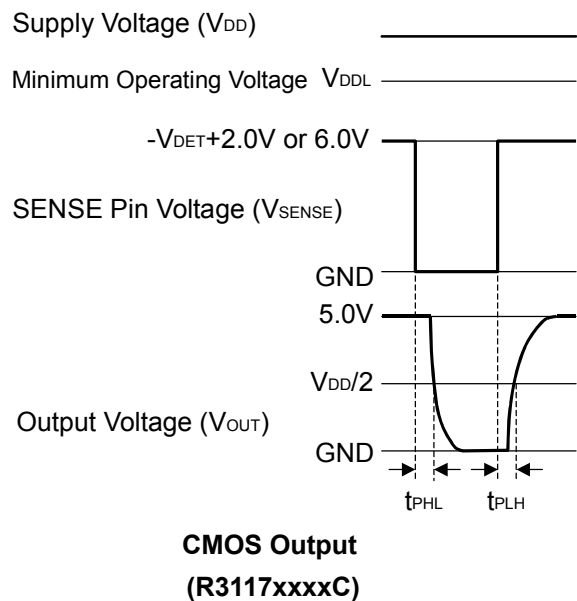 Supply Voltage (VDD)
Minimum Operating Voltage VDDL
-VDET+2.0V or 6.0V
SENSE Pin Voltage (VSENSE)
GND
5.0V
VDD/2
Output Voltage (VOUT)
GND
tPHL tPLH
CMOS Output
(R3117xxxxC)